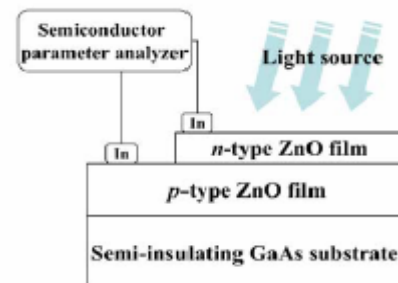 Semiconductor
parameter analyzer
Light source
In
n-type ZnO film
In
p-type ZnO film
Semi-insulating GaAs substrate